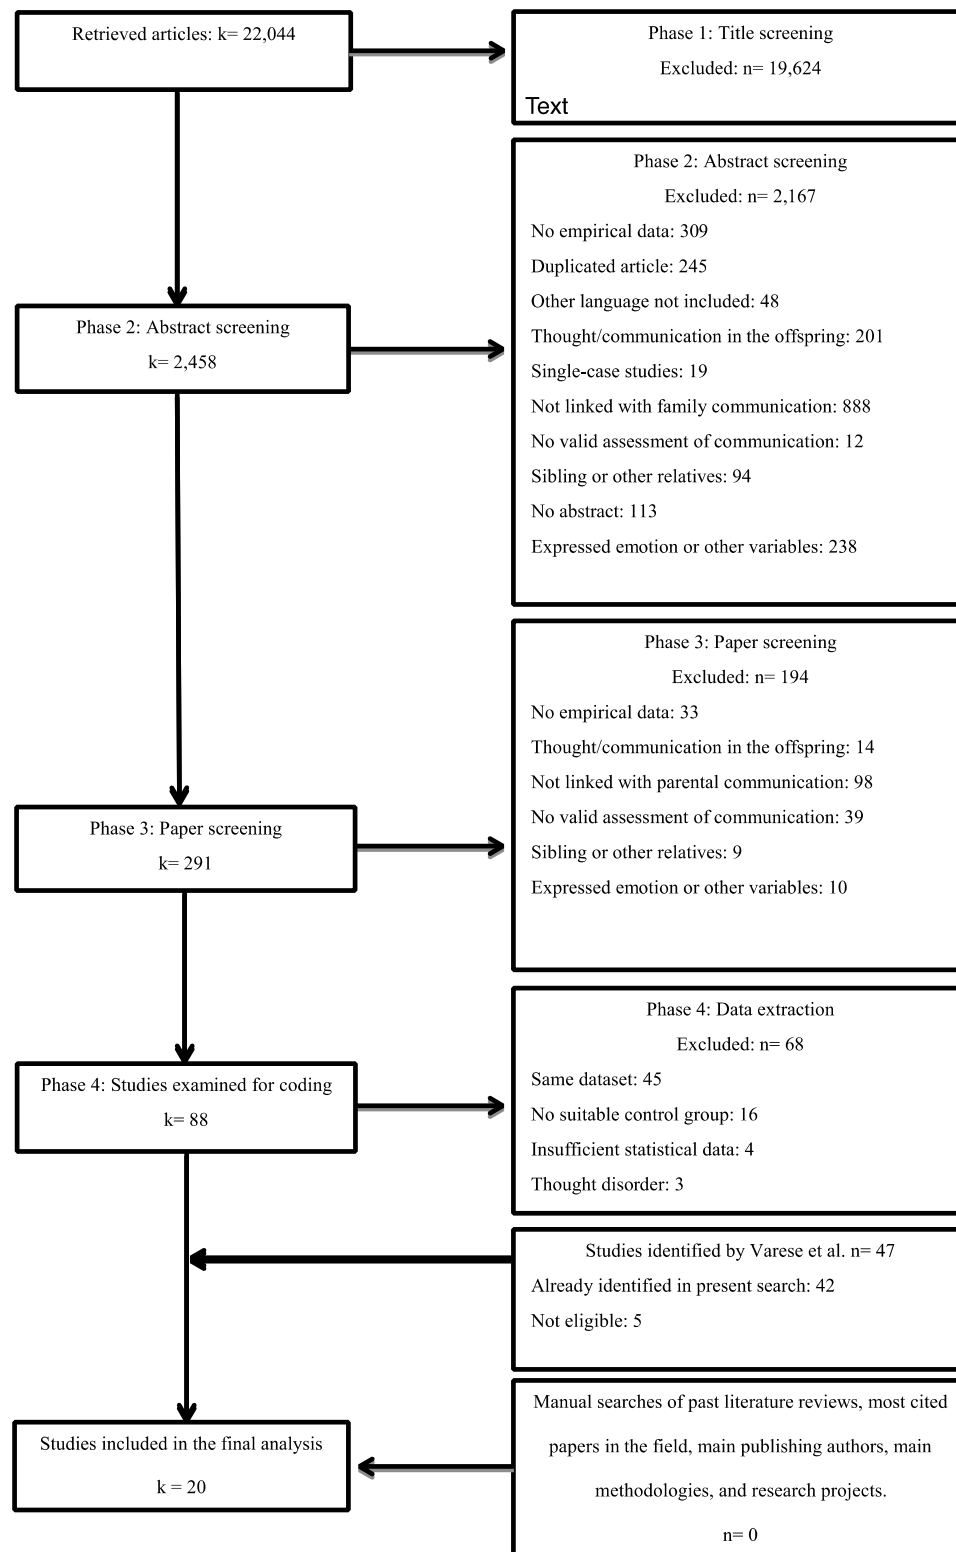 Retrieved articles: k= 22,044
Phase 1: Title screening
Excluded: n= 19,624
Text
Phase 2: Abstract screening
Excluded: n= 2,167
No empirical data: 309
Duplicated article: 245
Other language not included: 48
Thought/communication in the offspring: 201
Single-case studies: 19
Not linked with family communication: 888
No valid assessment of communication: 12
Sibling or other relatives: 94
No abstract: 113
Expressed emotion or other variables: 238
Phase 2: Abstract screening
k= 2,458
Phase 3: Paper screening
Excluded: n= 194
No empirical data: 33
Thought/communication in the offspring: 14
Not linked with parental communication: 98
No valid assessment of communication: 39
Sibling or other relatives: 9
Expressed emotion or other variables: 10
Phase 3: Paper screening
k= 291
Phase 4: Data extraction
Excluded: n= 68
Same dataset: 45
No suitable control group: 16
Insufficient statistical data: 4
Thought disorder: 3
Phase 4: Studies examined for coding
k= 88
Studies identified by Varese et al. n= 47
Already identified in present search: 42
Not eligible: 5
Manual searches of past literature reviews, most cited
papers in the field, main publishing authors, main
methodologies, and research projects.
n= 0
Studies included in the final analysis
k = 20